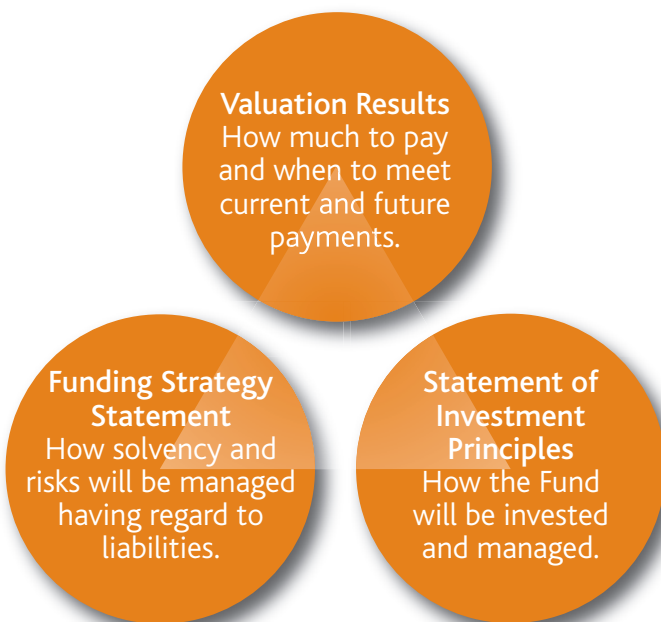 Valuation Results
How much to pay
and when to meet
current and future
payments.
Funding Strategy
Statement
How solvency and
risks will be managed
having regard to
liabilities.
Statement of
Investment
Principles
How the Fund
will be invested
and managed.